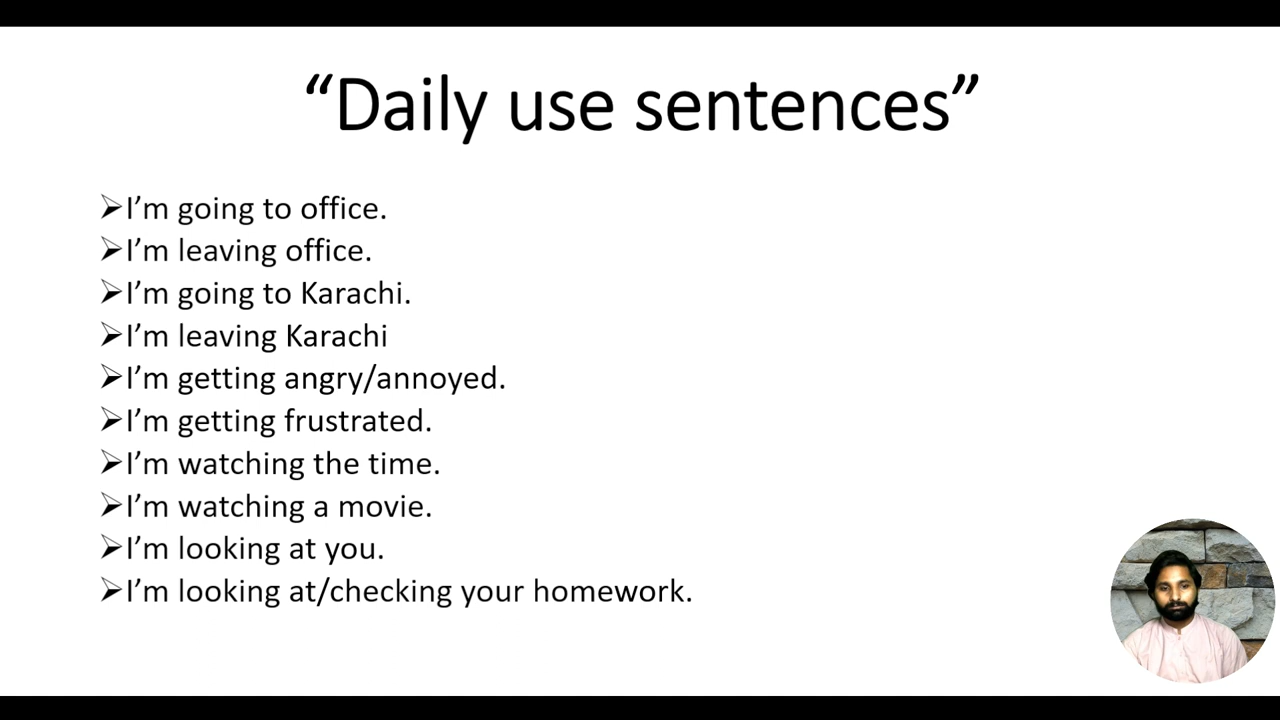 “Daily use sentences”
➢I’m going to office.
➢I’m leaving office.
➢I’m going to Karachi.
➢I’m leaving Karachi
➢I’m getting angry/annoyed.
➢I’m getting frustrated.
➢I’m watching the time.
➢I’m watching a movie.
➢I’m looking at you.
➢I’m looking at/checking your homework.